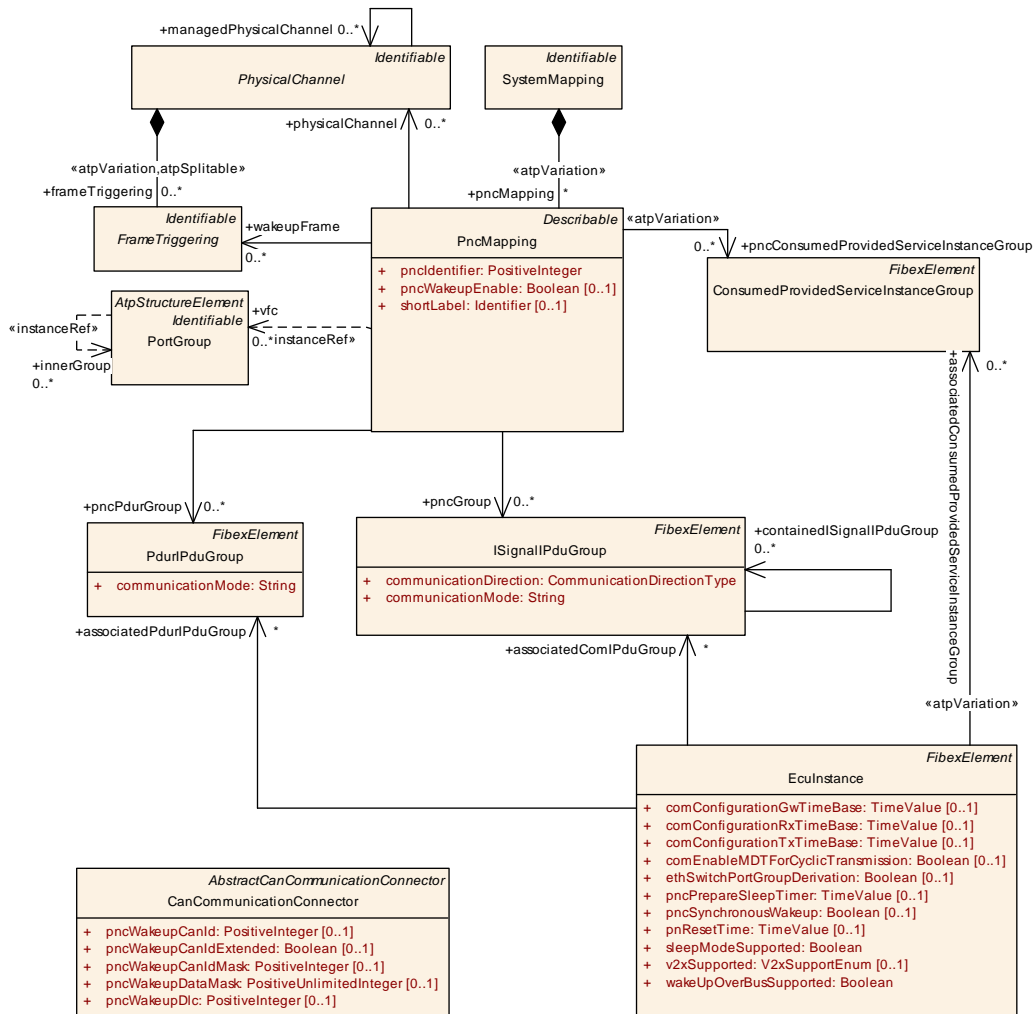 +managedPhysicalChannel 0..*
Identifiable
PhysicalChannel
Identifiable
SystemMapping
+physicalChannel 0..*
«atpVariation,atpSplitable»
+frameTriggering 0..*
«atpVariation»
+pncMapping *
Identifiable
FrameTriggering
+wakeupFrame
0..*
Describable
PncMapping
+ pncIdentifier: PositiveInteger
+ pncWakeupEnable: Boolean [0..1]
+ shortLabel: Identifier [0..1]
«atpVariation»
0..* +pncConsumedProvidedServiceInstanceGroup
FibexElement
ConsumedProvidedServiceInstanceGroup
AtpStructureElement
Identifiable
PortGroup
«instanceRef»
+innerGroup
0..*
+vfc
0..*
«instanceRef»
+associatedConsumedProvidedServiceInstanceGroup
0..*
«atpVariation»
+pncPdurGroup 0..*
+pncGroup 0..*
FibexElement
PdurIPduGroup
+ communicationMode: String
FibexElement
ISignalIPduGroup
+ communicationDirection: CommunicationDirectionType
+ communicationMode: String
+containedISignalIPduGroup
0..*
+associatedPdurIPduGroup *
+associatedComIPduGroup *
FibexElement
EcuInstance
+ comConfigurationGwTimeBase: TimeValue [0..1]
+ comConfigurationRxTimeBase: TimeValue [0..1]
+ comConfigurationTxTimeBase: TimeValue [0..1]
+ comEnableMDTForCyclicTransmission: Boolean [0..1]
+ ethSwitchPortGroupDerivation: Boolean [0..1]
+ pncPrepareSleepTimer: TimeValue [0..1]
+ pncSynchronousWakeup: Boolean [0..1]
+ pnResetTime: TimeValue [0..1]
+ sleepModeSupported: Boolean
+ v2xSupported: V2xSupportEnum [0..1]
+ wakeUpOverBusSupported: Boolean
AbstractCanCommunicationConnector
CanCommunicationConnector
+ pncWakeupCanId: PositiveInteger [0..1]
+ pncWakeupCanIdExtended: Boolean [0..1]
+ pncWakeupCanIdMask: PositiveInteger [0..1]
+ pncWakeupDataMask: PositiveUnlimitedInteger [0..1]
+ pncWakeupDlc: PositiveInteger [0..1]